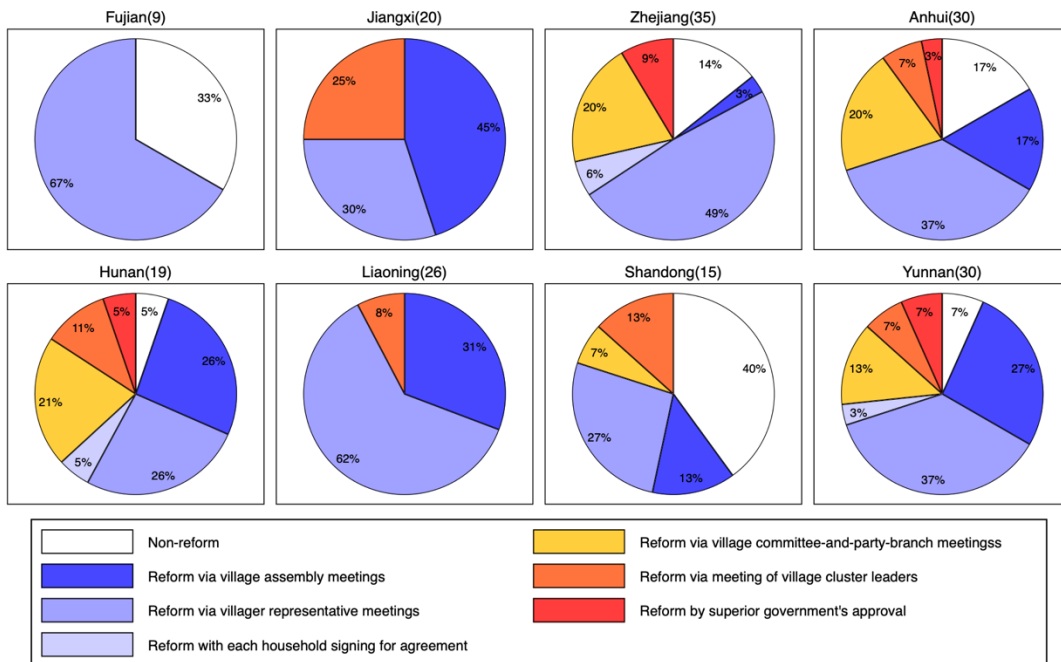 Fujian(9)
Jiangxi(20)
Zhejiang(35)
Anhui(30)
33%
67%
45%
25%
30%
14%
3%
9%
20%
6%
49%
17%
3%
7%
20%
17%
37%
Hunan(19)
Liaoning(26)
Shandong(15)
Yunnan(30)
5%
5%
11%
26%
21%
5%
26%
8%
31%
62%
13%
7%
40%
27%
13%
7%
7%
7%
27%
13%
3%
37%
Non-reform
Reform via village assembly meetings
Reform via villager representative meetings
Reform with each household signing for agreement
Reform via village committee-and-party-branch meetingss
Reform via meeting of village cluster leaders
Reform by superior government's approval